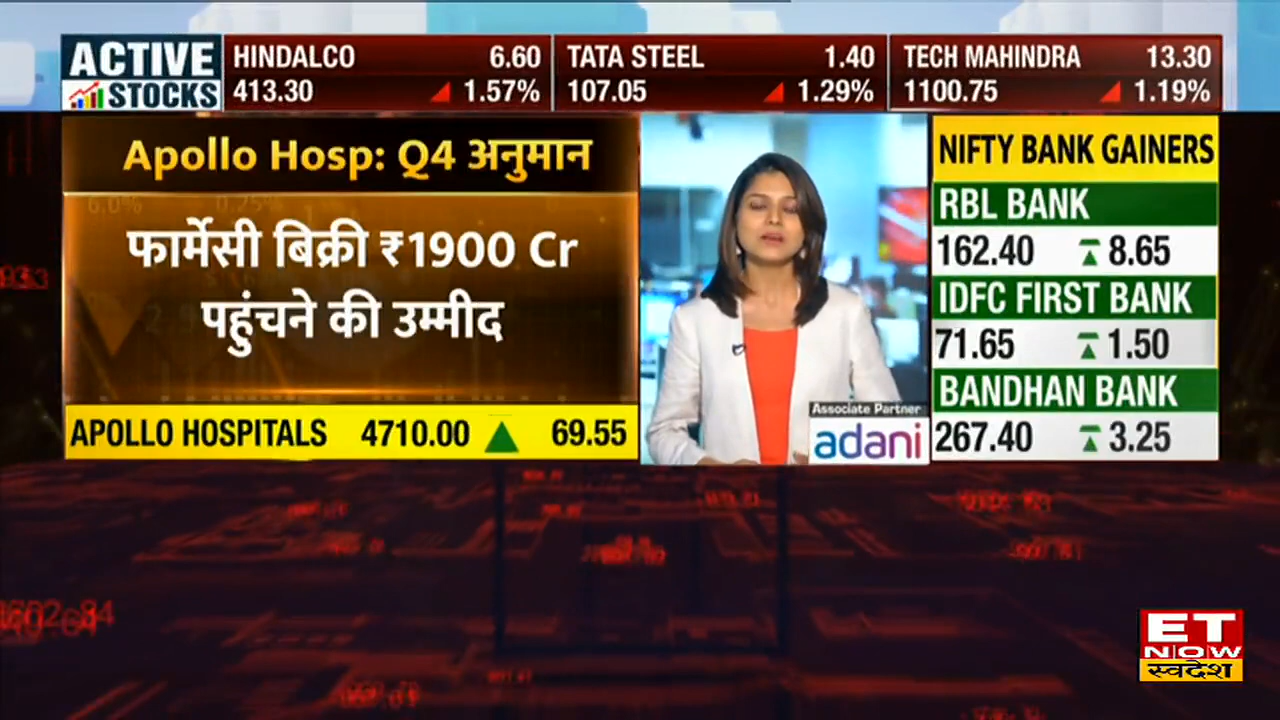 ACTIVE STOCKS
HINDALCO 6.60
413.30 1.57%
TATA STEEL 1.40
107.05 1.29%
TECH MAHINDRA 13.30
1100.75 1.19%
Apollo Hosp: Q4 अनुमान
फार्मेसी बिक्री ₹1900 Cr
पहुंचने की उम्मीद
APOLLO HOSPITALS 4710.00 69.55
Associate Partner
adani
NIFTY BANK GAINERS
RBL BANK
162.40 8.65
IDFC FIRST BANK
71.65 1.50
BANDHAN BANK
267.40 3.25
ET
NOW
स्वदेश